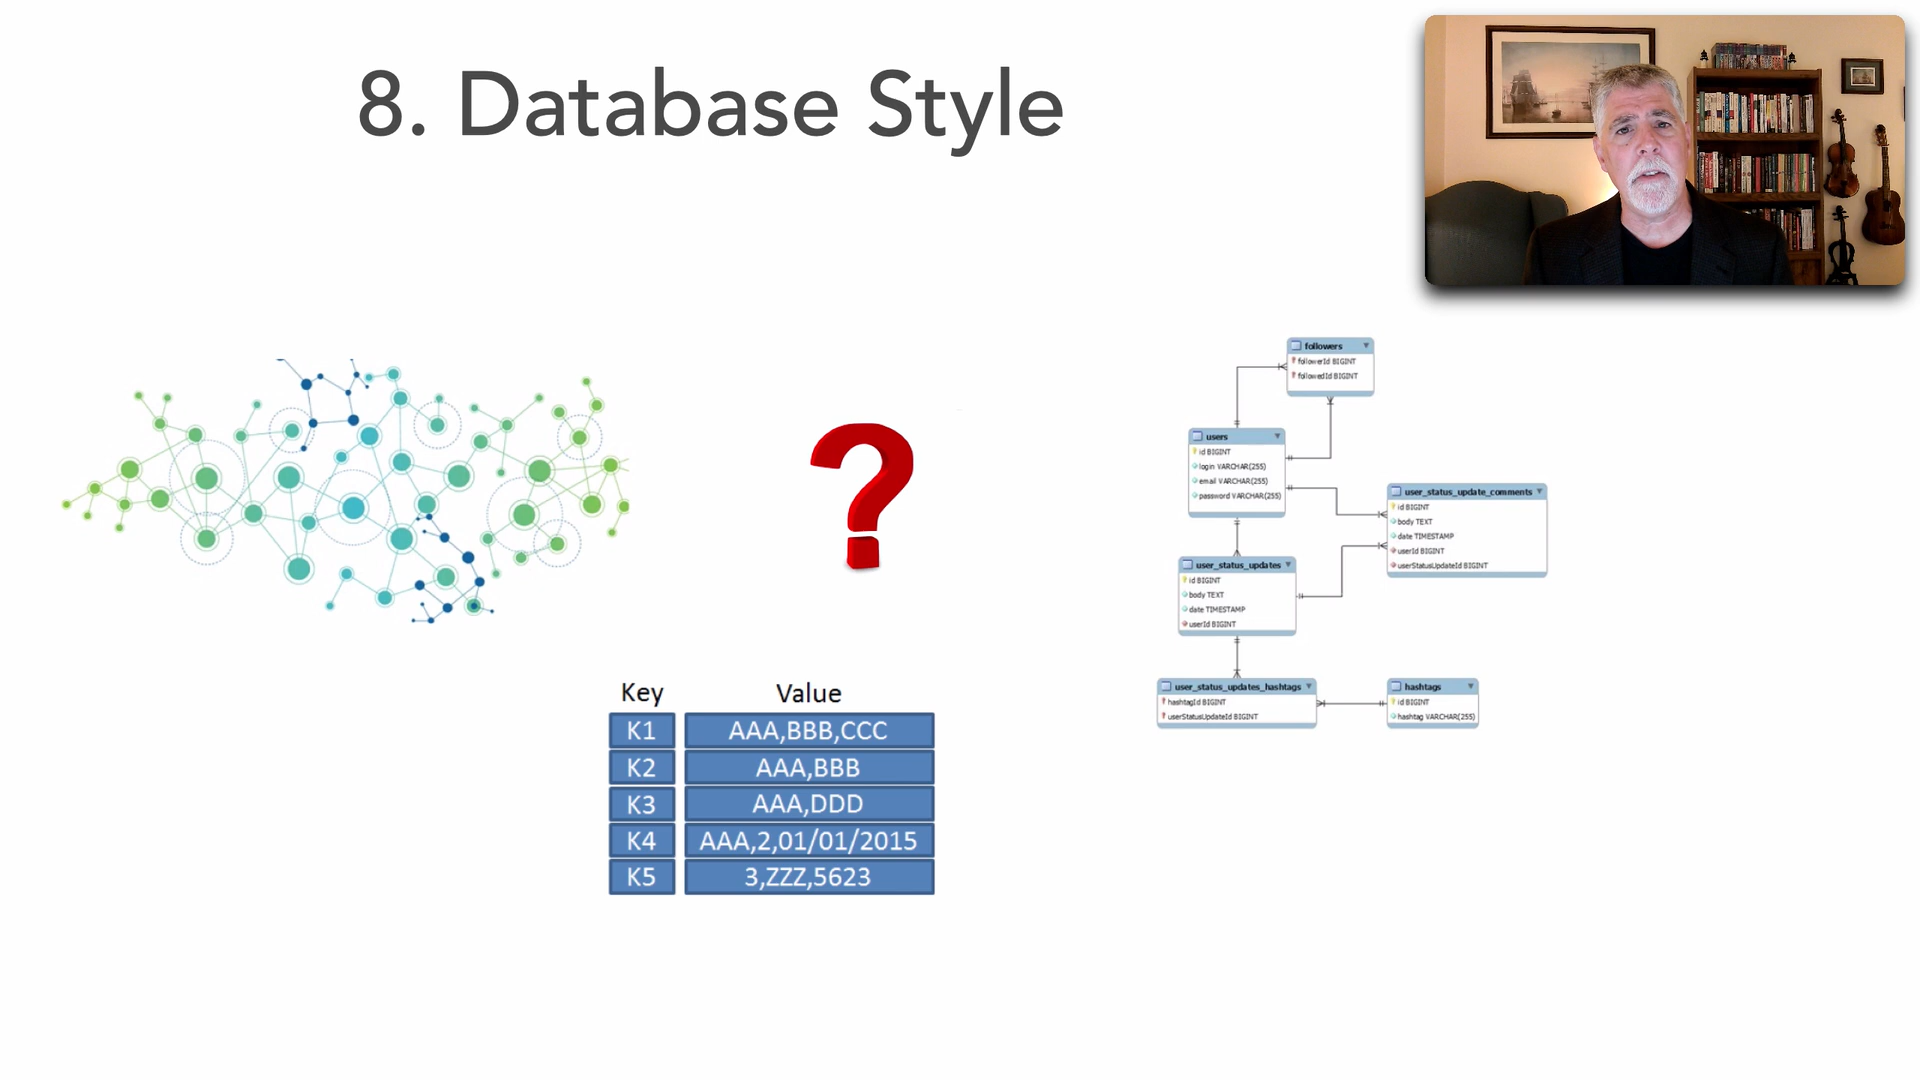 8. Database Style
followers
followerId BIGINT
followedId BIGINT
users
id BIGINT
login VARCHAR(255)
email VARCHAR(255)
password VARCHAR(255)
user_status_update_comments
id BIGINT
body TEXT
date TIMESTAMP
userId BIGINT
userStatusUpdateId BIGINT
user_status_updates
id BIGINT
body TEXT
date TIMESTAMP
userId BIGINT
user_status_updates_hashtags
hashtagId BIGINT
userStatusUpdateId BIGINT
hashtags
id BIGINT
hashtag VARCHAR(255)
?
Key Value
K1 AAA,BBB,CCC
K2 AAA,BBB
K3 AAA,DDD
K4 AAA,2,01/01/2015
K5 3,ZZZ,5623